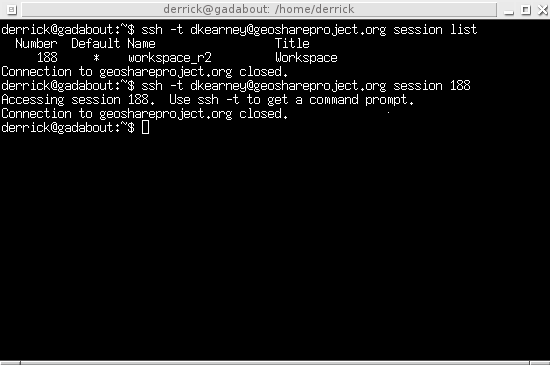 derrick@gadabout: /home/derrick
derrick@gadabout:~$ ssh -t dkearney@geoshareproject.org session list
Number Default Name Title
188 * workspace_r2 Workspace
Connection to geoshareproject.org closed.
derrick@gadabout:~$ ssh -t dkearney@geoshareproject.org session 188
Accessing session 188. Use ssh -t to get a command prompt.
Connection to geoshareproject.org closed.
derrick@gadabout:~$